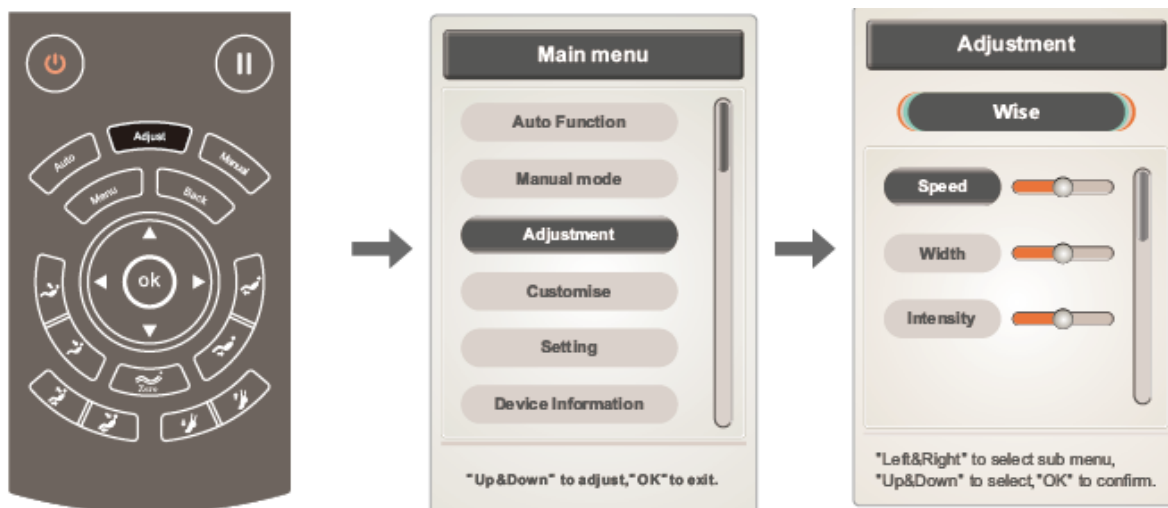 Adjust
Auto
Manual
Menu
Back
ok
Zero
Main menu
Auto Function
Manual mode
Adjustment
Customise
Setting
Device Information
"Up&Down" to adjust,"OK"to exit.
Adjustment
Wise
Speed
Width
Intensity
"Left&Right" to select sub menu,
"Up&Down" to select,"OK" to confirm.